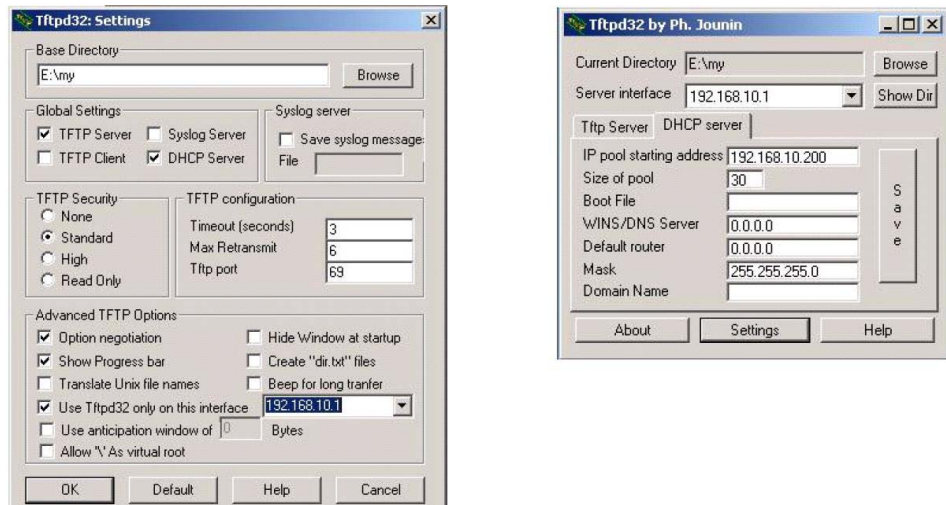 Tftpd32: Settings
Base Directory
E:\my
Browse
Global Settings
TFTP Server
Syslog Server
TFTP Client
DHCP Server
Syslog server
Save syslog message
File
TFTP Security
None
Standard
High
Read Only
TFTP configuration
Timeout (seconds) 3
Max Retransmit 6
Tftp port 69
Advanced TFTP Options
Option negotiation
Hide Window at startup
Show Progress bar
Create "dir.txt" files
Translate Unix file names
Beep for long tranfer
Use Tftpd32 only on this interface 192.168.10.1
Use anticipation window of 0 Bytes
Allow '\' As virtual root
OK Default Help Cancel
Tftpd32 by Ph. Jounin
Current Directory E:\my Browse
Server interface 192.168.10.1 Show Dir
Tftp Server DHCP server
IP pool starting address 192.168.10.200
Size of pool 30
Boot File
WINS/DNS Server 0.0.0.0
Default router 0.0.0.0
Mask 255.255.255.0
Domain Name
Save
About Settings Help